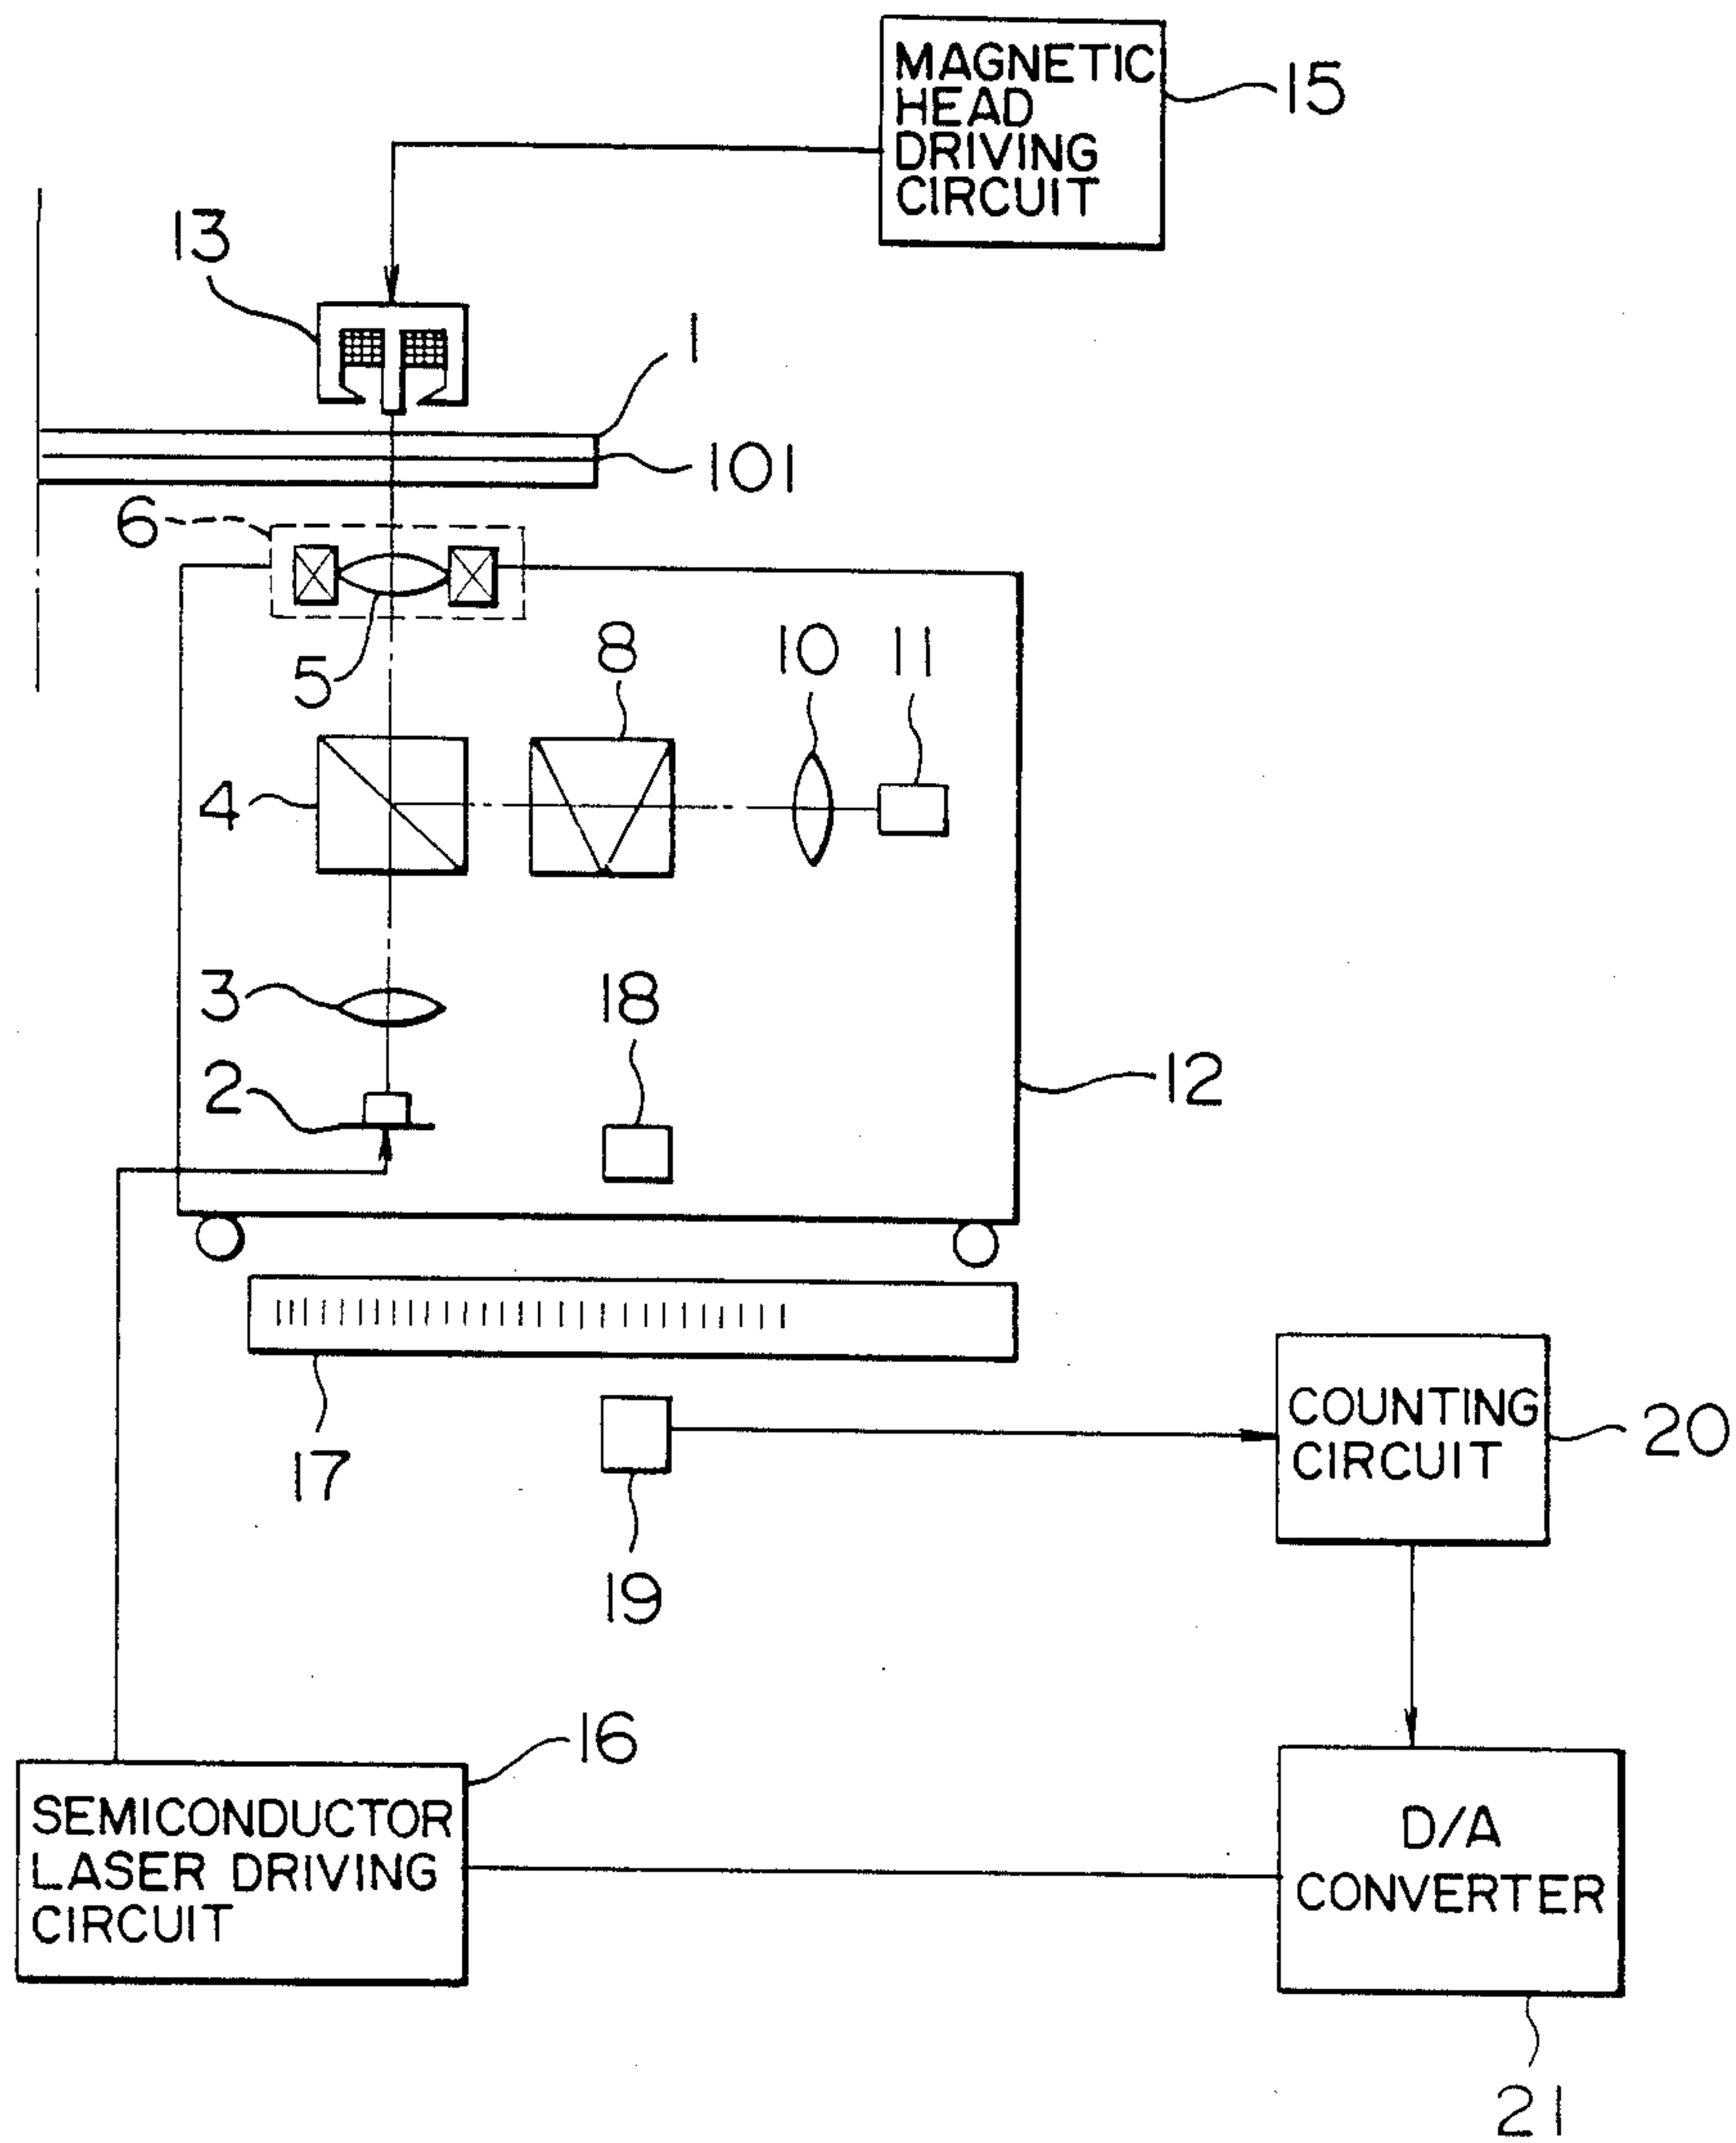 MAGNETIC
HEAD
DRIVING
CIRCUIT
15
13
1
101
6
5
8
10
11
4
3
18
2
12
17
COUNTING
CIRCUIT
20
19
16
SEMICONDUCTOR
LASER DRIVING
CIRCUIT
D/A
CONVERTER
21